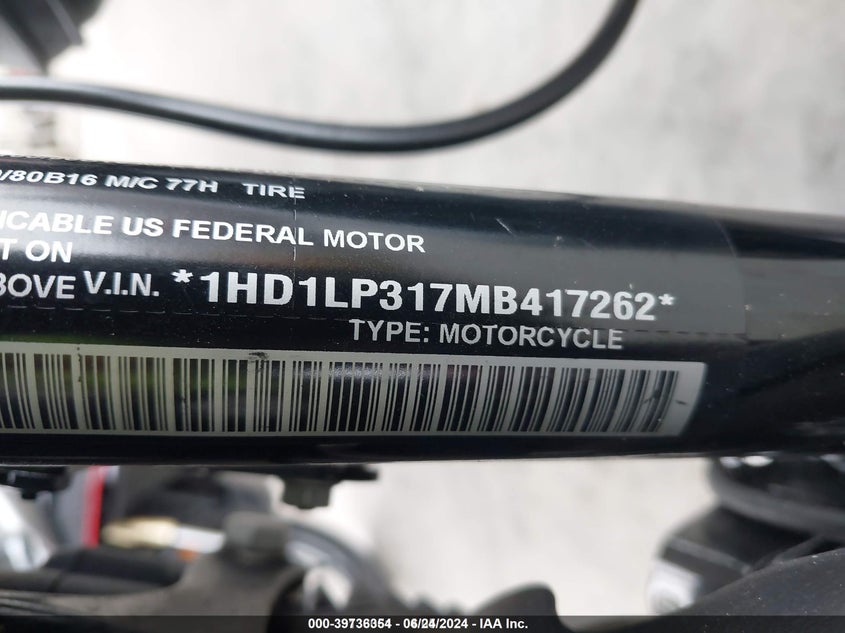 /80B16 M/C 77H TIRE
ICABLE US FEDERAL MOTOR
T ON
BOVE V.I.N. *1HD1LP317MB417262*
TYPE: MOTORCYCLE
000-39736354 - 06/24/2024 - IAA Inc.